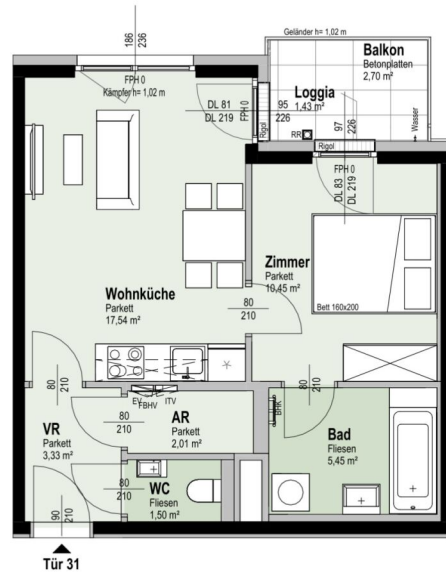 Geländer h= 1,02 m
186
236
Balkon
Betonplatten
2,70 m²
FPH 0
Kämpfer h= 1,02 m
DL 81
DL 219
FPH 0
Rigol
95
226
Loggia
1,43 m²
RR
97
226
Wasser
Rigol
FPH 0
DL 83
DL 219
Zimmer
Parkett
10,45 m²
Bett 160x200
Wohnküche
Parkett
17,54 m²
80
210
80
210
80
210
EV
FBHV
ITV
BHK
VR
Parkett
3,33 m²
80
210
AR
Parkett
2,01 m²
Bad
Fliesen
5,45 m²
80
210
WC
Fliesen
1,50 m²
90
210
Tür 31